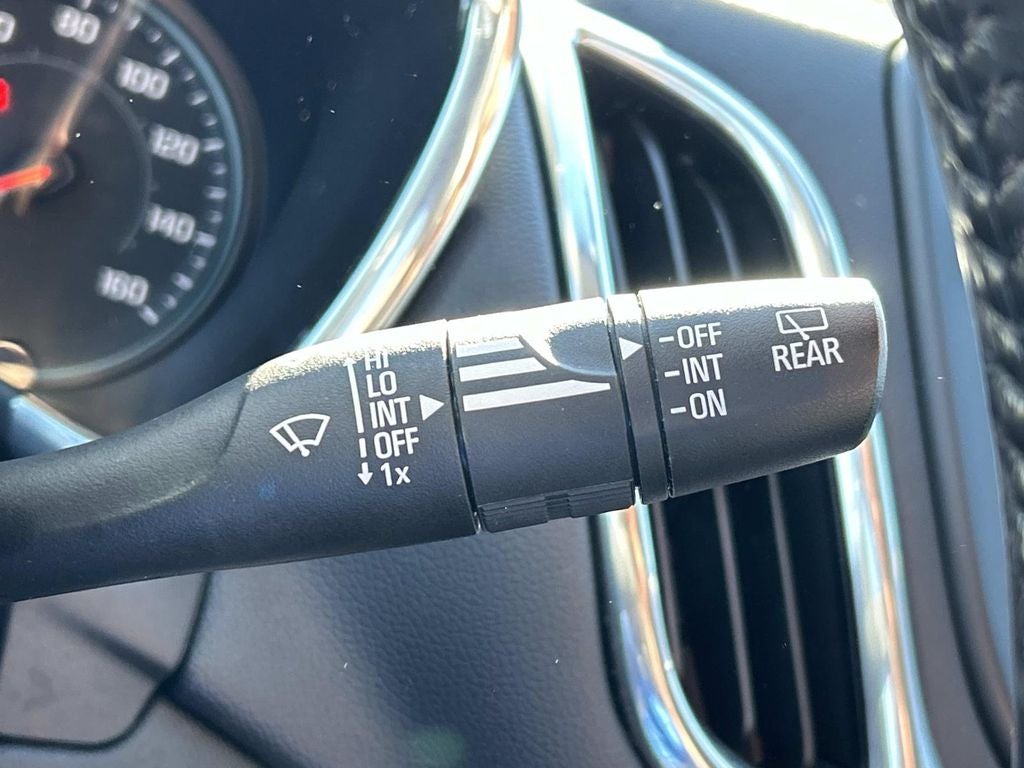 80
100
120
140
160
HI
LO
INT
OFF
1x
-OFF
-INT
-ON
REAR